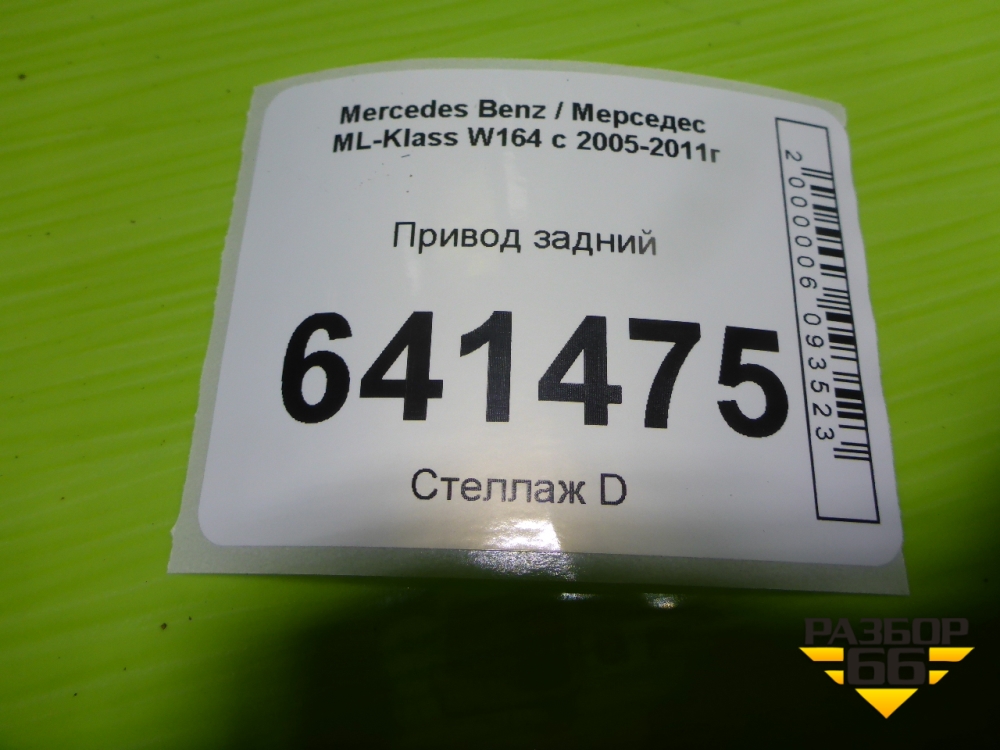 Mercedes Benz / Мерседес
ML-Klass W164 с 2005-2011г
Привод задний
641475
Стеллаж D
2000006093523
РАЗБОР
66